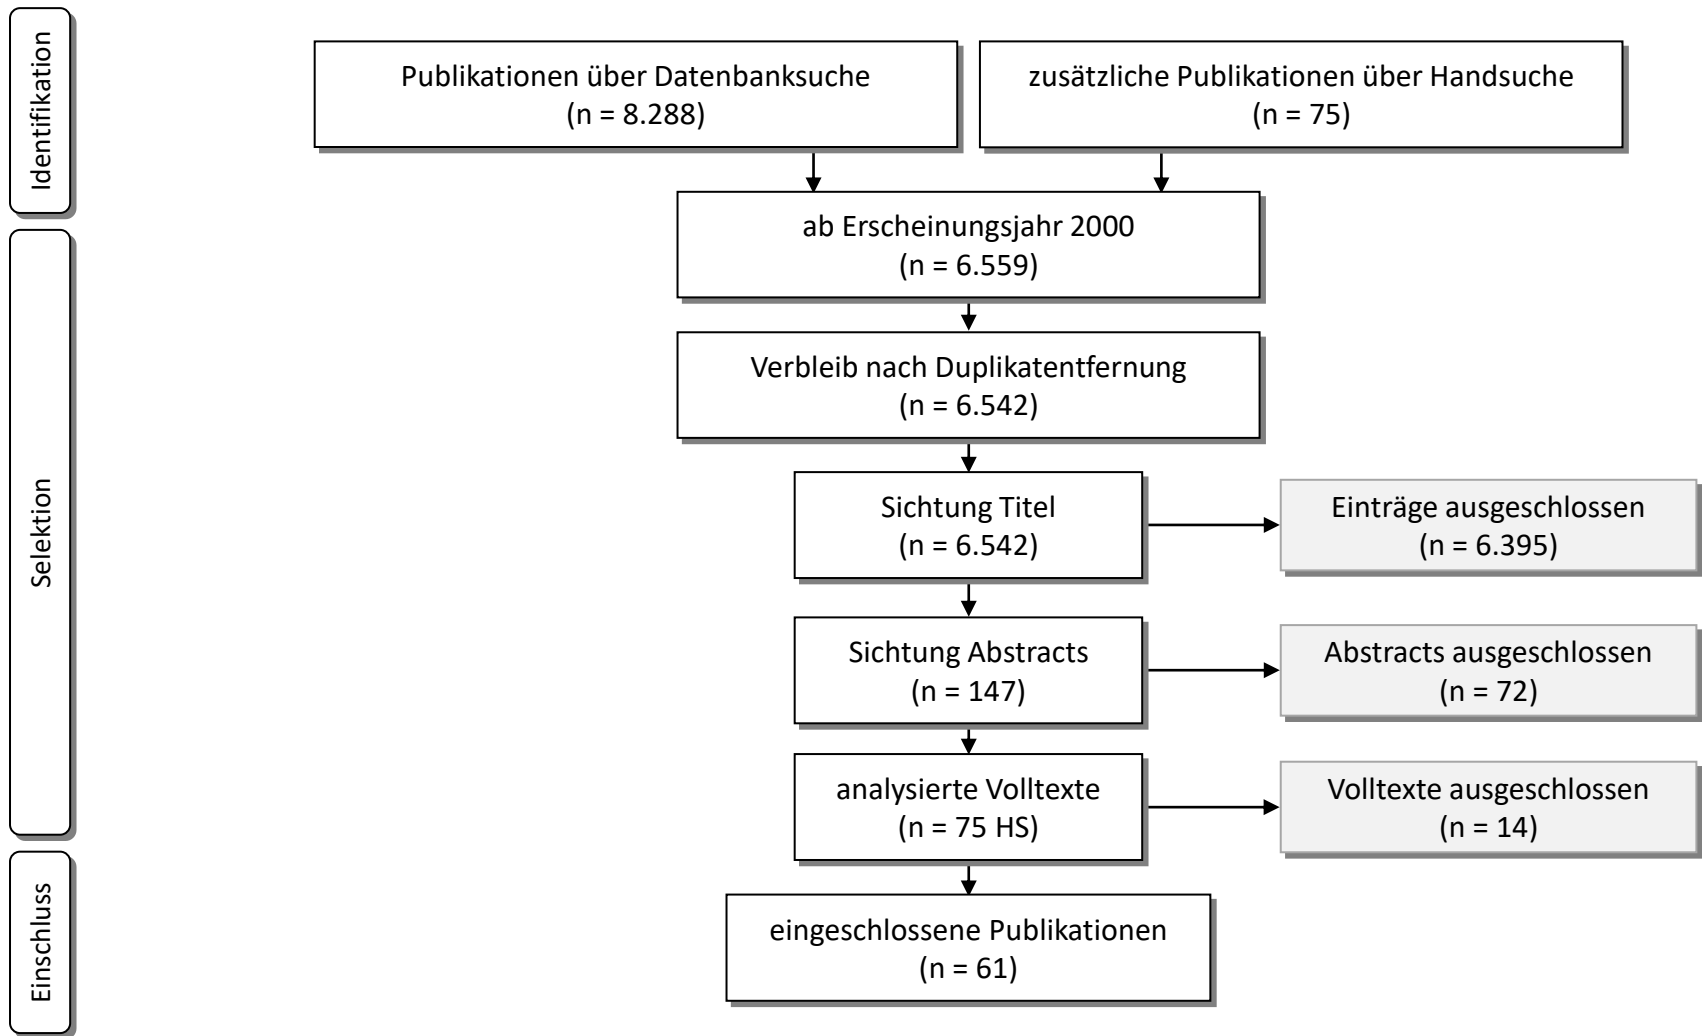 Identifikation
Publikationen über Datenbanksuche
(n = 8.288)
zusätzliche Publikationen über Handsuche
(n = 75)
ab Erscheinungsjahr 2000
(n = 6.559)
Selektion
Verbleib nach Duplikatentfernung
(n = 6.542)
Sichtung Titel
(n = 6.542)
Einträge ausgeschlossen
(n = 6.395)
Sichtung Abstracts
(n = 147)
Abstracts ausgeschlossen
(n = 72)
analysierte Volltexte
(n = 75 HS)
Volltexte ausgeschlossen
(n = 14)
Einschluss
eingeschlossene Publikationen
(n = 61)